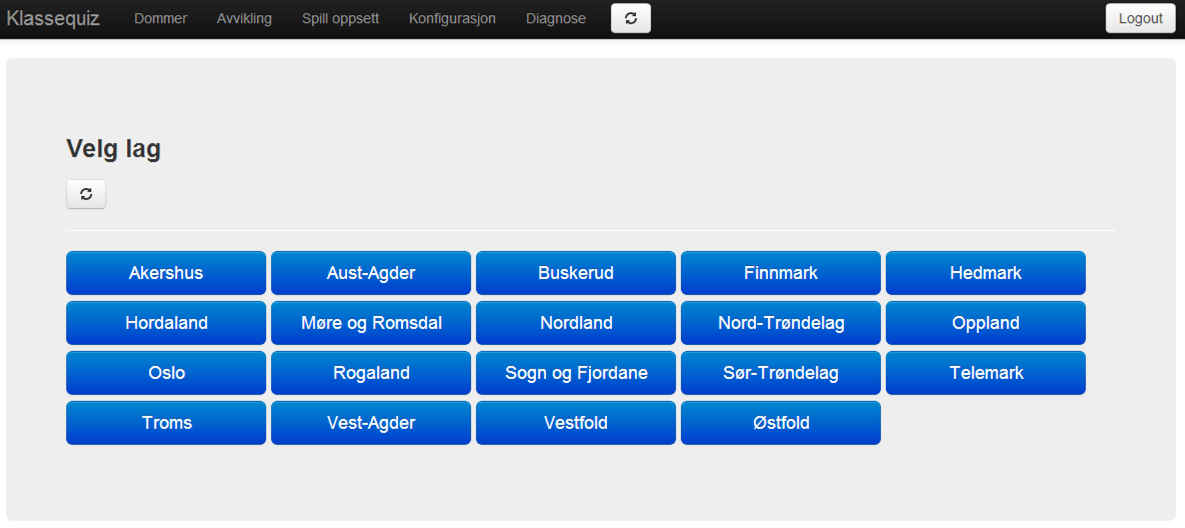 Klassequiz Dommer Avvikling Spill oppsett Konfigurasjon Diagnose Logout
Velg lag
Akershus Aust-Agder Buskerud Finnmark Hedmark
Hordaland Møre og Romsdal Nordland Nord-Trøndelag Oppland
Oslo Rogaland Sogn og Fjordane Sør-Trøndelag Telemark
Troms Vest-Agder Vestfold Østfold